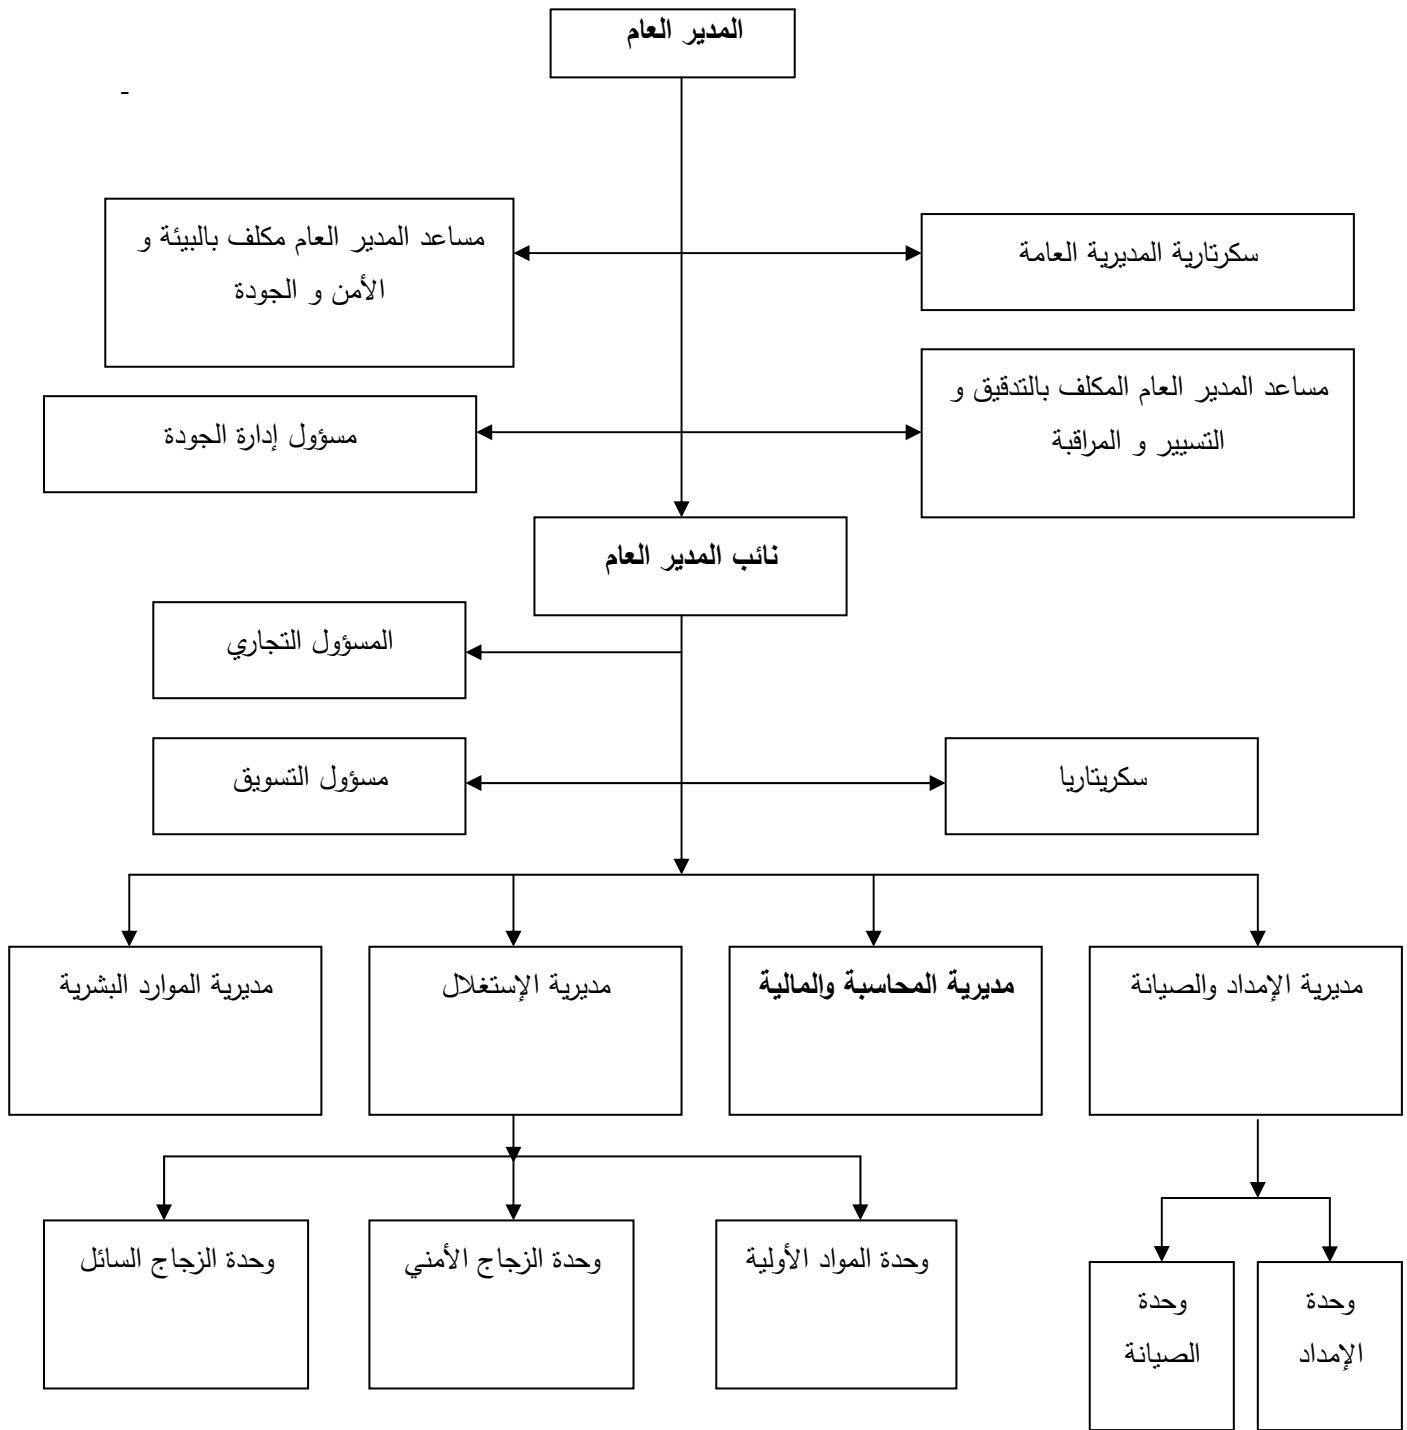 المدير العام
-
سكرتارية المديرية العامة
مساعد المدير العام مكلف بالبيئة و
الأمن و الجودة
مساعد المدير العام المكلف بالتدقيق و
التسيير و المراقبة
مسؤول إدارة الجودة
نائب المدير العام
المسؤول التجاري
سكريتاريا
مسؤول التسويق
مديرية الإمداد والصيانة
مديرية المحاسبة والمالية
مديرية الإستغلال
مديرية الموارد البشرية
وحدة المواد الأولية
وحدة الزجاج الأمني
وحدة الزجاج السائل
وحدة
الإمداد
وحدة
الصيانة